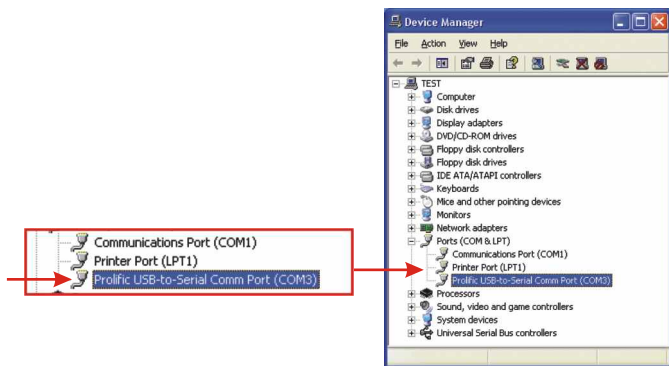 Communications Port (COM1)
Printer Port (LPT1)
Prolific USB-to-Serial Comm Port (COM3)
Device Manager
File Action View Help
TEST
Computer
Disk drives
Display adapters
DVD/CD-ROM drives
Floppy disk controllers
Floppy disk drives
IDE ATA/ATAPI controllers
Keyboards
Mice and other pointing devices
Monitors
Network adapters
Ports (COM & LPT)
Communications Port (COM1)
Printer Port (LPT1)
Prolific USB-to-Serial Comm Port (COM3)
Processors
Sound, video and game controllers
System devices
Universal Serial Bus controllers